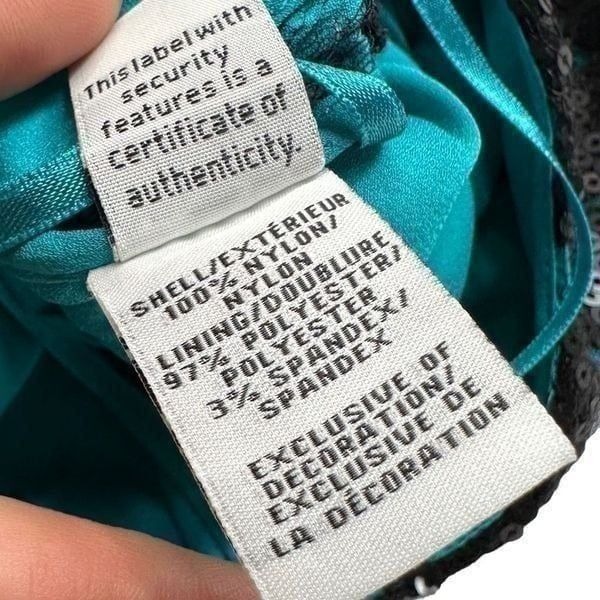 This label with
security
features is a
certificate of
authenticity.
SHELL/EXTÉRIEUR
100% NYLON/
NYLON
LINING/DOUBLURE
97% POLYESTER/
POLYESTER
3% SPANDEX/
SPANDEX
EXCLUSIVE OF
DECORATION/
EXCLUSIVE DE
LA DÉCORATION